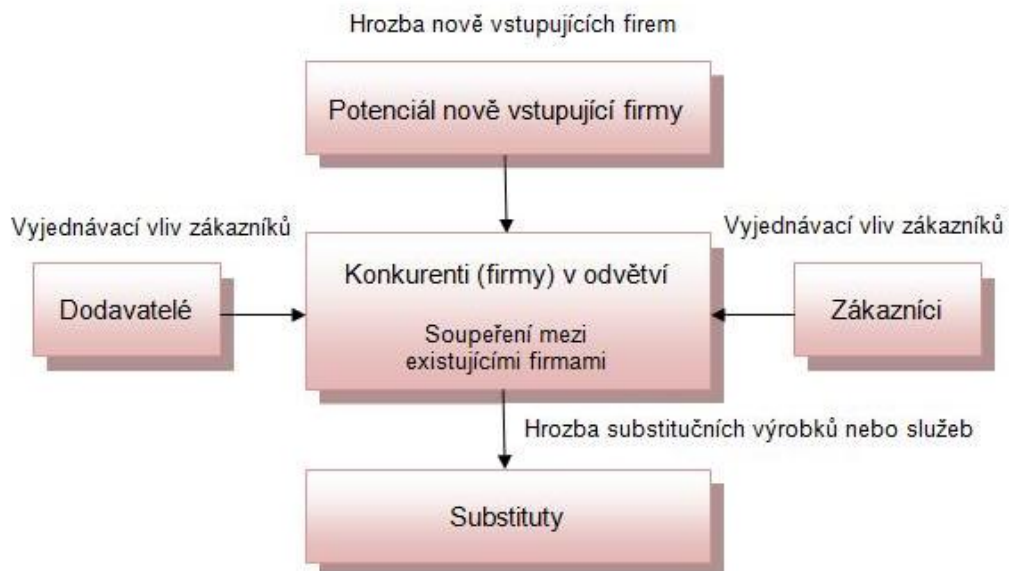 Hrozba nově vstupujících firem
Potenciál nově vstupující firmy
Vyjednávací vliv zákazníků
Vyjednávací vliv zákazníků
Dodavatelé
Konkurenti (firmy) v odvětví
Soupeření mezi
existujícími firmami
Zákazníci
Hrozba substitučních výrobků nebo služeb
Substituty